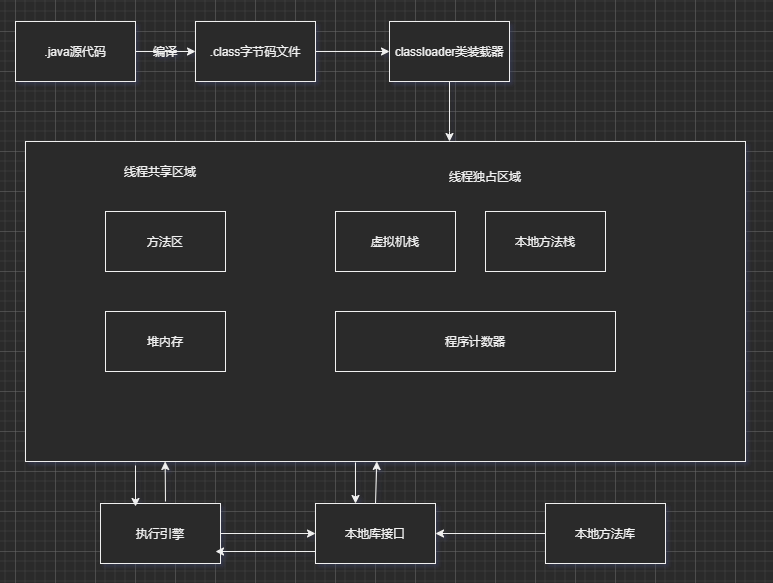 .java源代码
编译
.class字节码文件
classloader类装载器
线程共享区域
线程独占区域
方法区
虚拟机栈
本地方法栈
堆内存
程序计数器
执行引擎
本地库接口
本地方法库